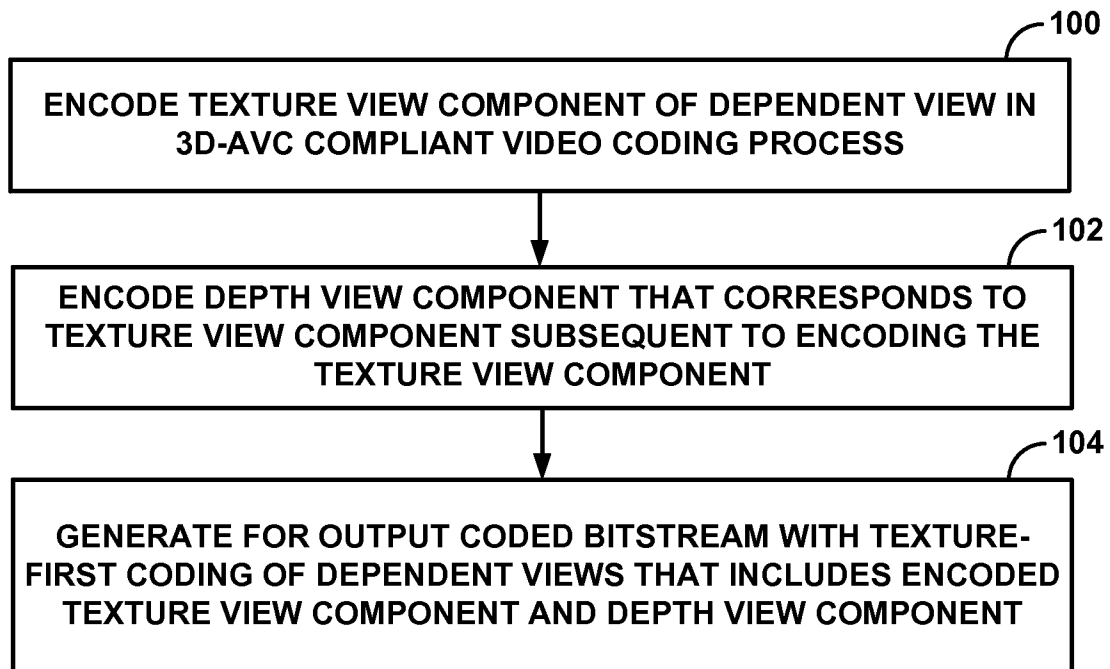 100
ENCODE TEXTURE VIEW COMPONENT OF DEPENDENT VIEW IN
3D-AVC COMPLIANT VIDEO CODING PROCESS
102
ENCODE DEPTH VIEW COMPONENT THAT CORRESPONDS TO
TEXTURE VIEW COMPONENT SUBSEQUENT TO ENCODING THE
TEXTURE VIEW COMPONENT
104
GENERATE FOR OUTPUT CODED BITSTREAM WITH TEXTURE-
FIRST CODING OF DEPENDENT VIEWS THAT INCLUDES ENCODED
TEXTURE VIEW COMPONENT AND DEPTH VIEW COMPONENT